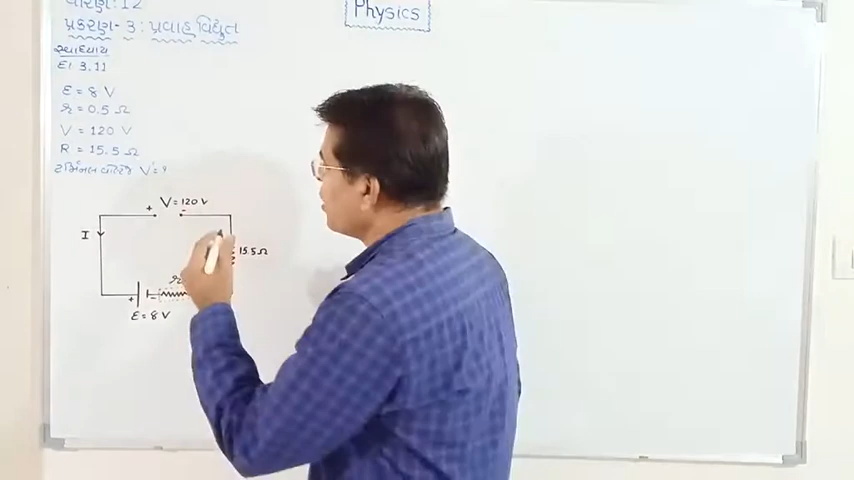 ધોરણ: 12
Physics
પ્રકરણ- 3: પ્રવાહ વિદ્યુત
સ્વાધ્યાય
દા. 3.11
E = 8 V
r = 0.5 Ω
V = 120 V
R = 15.5 Ω
ટર્મિનલ વોલ્ટેજ V' = ?
+ V = 120 V -
I
15.5 Ω
r
+ -
E = 8 V